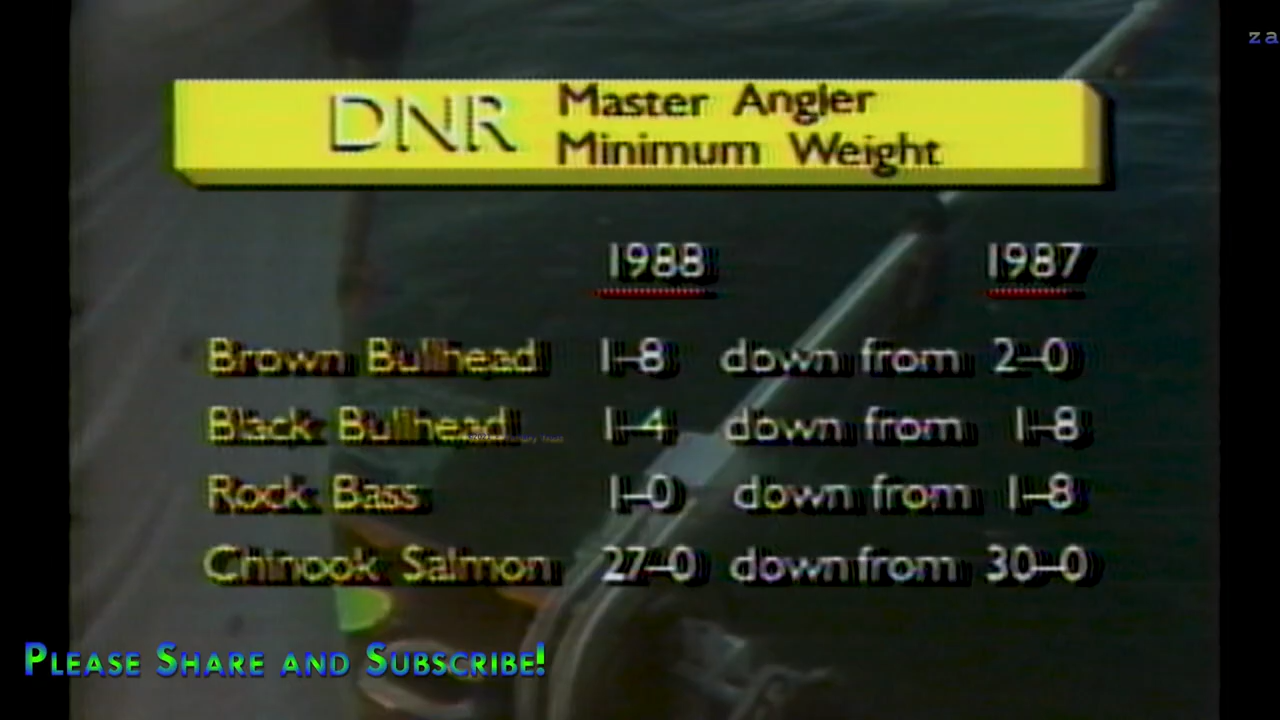 za
DNR Master Angler
Minimum Weight
1988 1987
Brown Bullhead 1-8 down from 2-0
Black Bullhead 1-4 down from 1-8
Rock Bass 1-0 down from 1-8
Chinook Salmon 27-0 down from 30-0
PLEASE SHARE AND SUBSCRIBE!